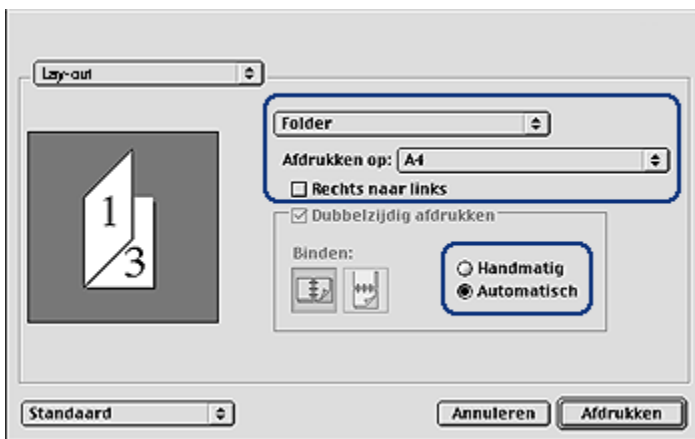 Lay-out
Folder
Afdrukken op: A4
Rechts naar links
1
3
Dubbelzijdig afdrukken
Binden:
Handmatig
Automatisch
Standaard
Annuleren
Afdrukken